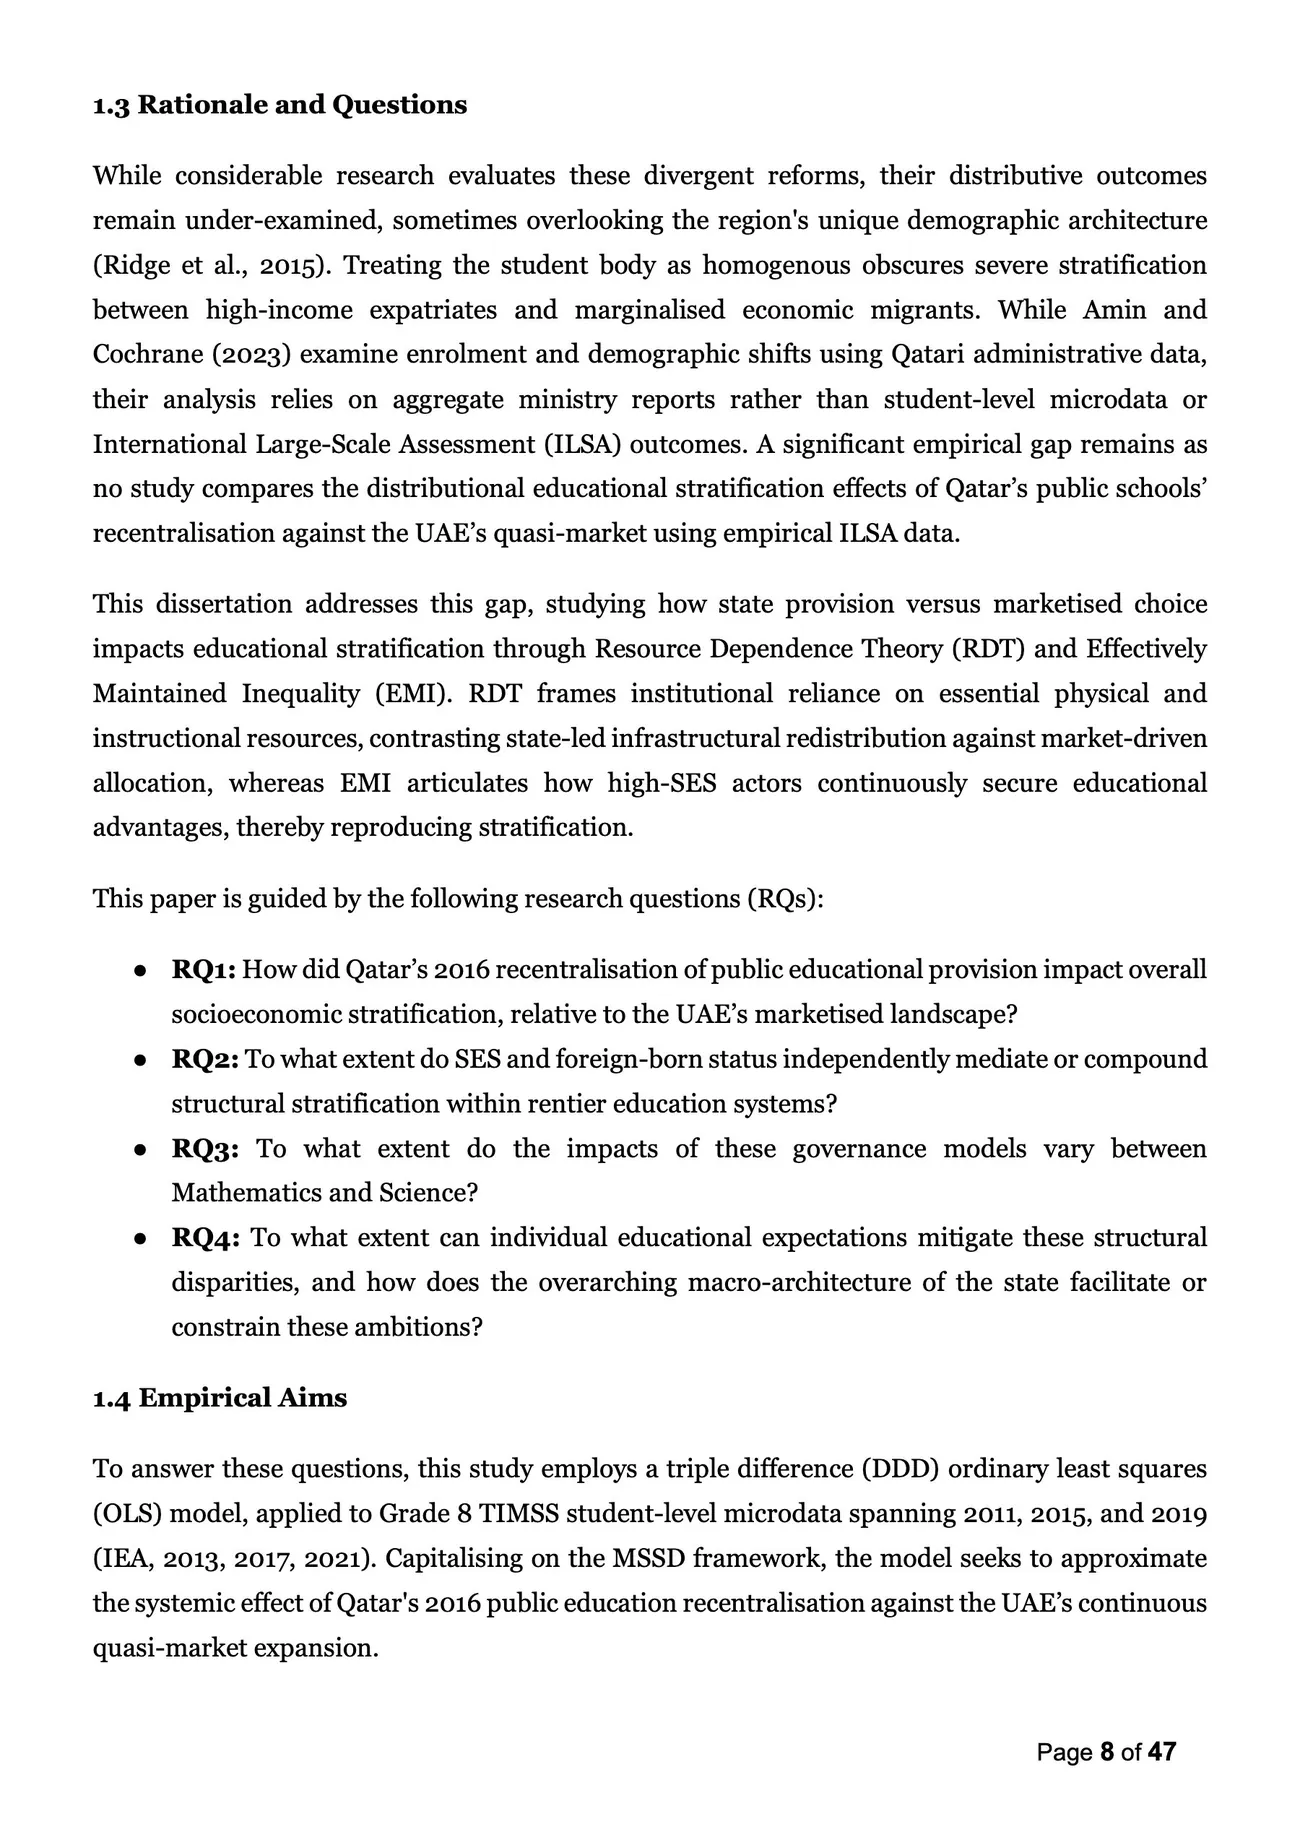 1.3 Rationale and Questions
While considerable research evaluates these divergent reforms, their distributive outcomes
remain under-examined, sometimes overlooking the region's unique demographic architecture
(Ridge et al., 2015). Treating the student body as homogenous obscures severe stratification
between high-income expatriates and marginalised economic migrants. While Amin and
Cochrane (2023) examine enrolment and demographic shifts using Qatari administrative data,
their analysis relies on aggregate ministry reports rather than student-level microdata or
International Large-Scale Assessment (ILSA) outcomes. A significant empirical gap remains as
no study compares the distributional educational stratification effects of Qatar’s public schools’
recentralisation against the UAE’s quasi-market using empirical ILSA data.
This dissertation addresses this gap, studying how state provision versus marketised choice
impacts educational stratification through Resource Dependence Theory (RDT) and Effectively
Maintained Inequality (EMI). RDT frames institutional reliance on essential physical and
instructional resources, contrasting state-led infrastructural redistribution against market-driven
allocation, whereas EMI articulates how high-SES actors continuously secure educational
advantages, thereby reproducing stratification.
This paper is guided by the following research questions (RQs):
● RQ1: How did Qatar’s 2016 recentralisation of public educational provision impact overall
socioeconomic stratification, relative to the UAE’s marketised landscape?
● RQ2: To what extent do SES and foreign-born status independently mediate or compound
structural stratification within rentier education systems?
● RQ3: To what extent do the impacts of these governance models vary between
Mathematics and Science?
● RQ4: To what extent can individual educational expectations mitigate these structural
disparities, and how does the overarching macro-architecture of the state facilitate or
constrain these ambitions?
1.4 Empirical Aims
To answer these questions, this study employs a triple difference (DDD) ordinary least squares
(OLS) model, applied to Grade 8 TIMSS student-level microdata spanning 2011, 2015, and 2019
(IEA, 2013, 2017, 2021). Capitalising on the MSSD framework, the model seeks to approximate
the systemic effect of Qatar's 2016 public education recentralisation against the UAE’s continuous
quasi-market expansion.
Page 8 of 47